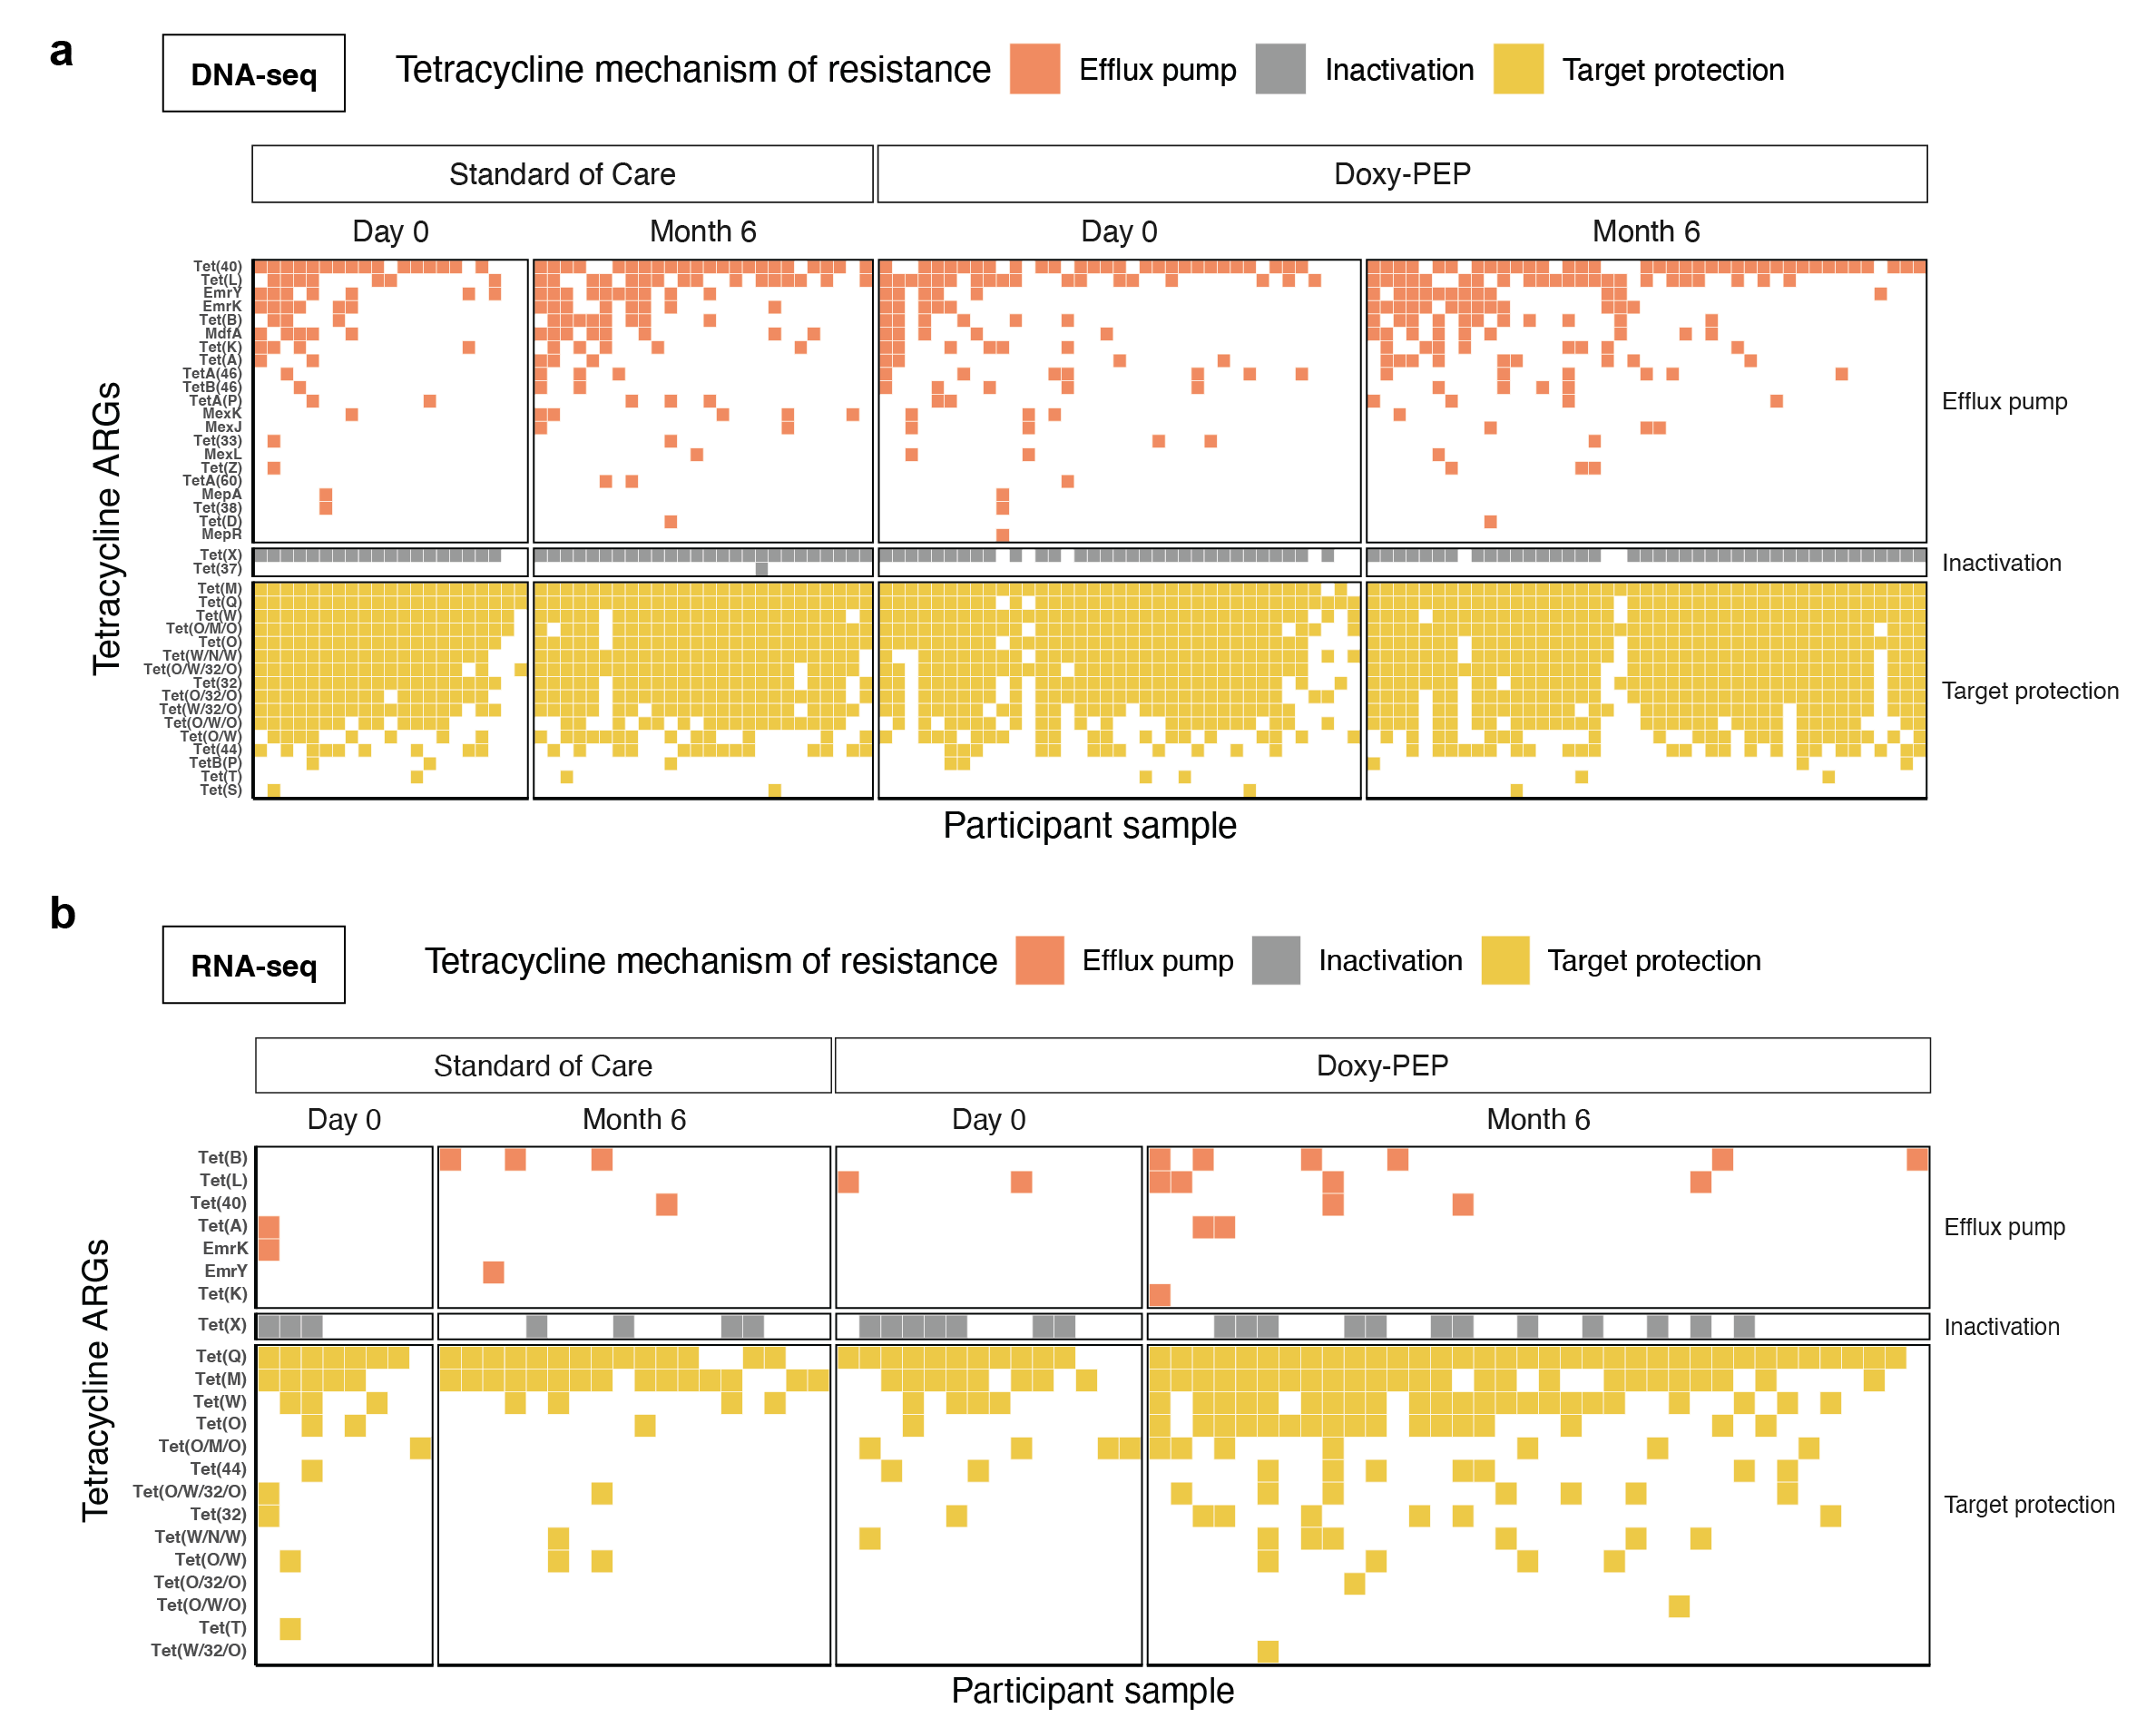 a
DNA-seq
Tetracycline mechanism of resistance
Efflux pump
Inactivation
Target protection
Standard of Care
Doxy-PEP
Day 0
Month 6
Day 0
Month 6
Tetracycline ARGs
Tet(40)
Tet(L)
EmrY
EmrK
Tet(B)
MdfA
Tet(K)
Tet(A)
TetA(46)
TetB(46)
TetA(P)
MexK
MexJ
Tet(33)
MexL
Tet(Z)
TetA(60)
MepA
Tet(38)
Tet(D)
MepR
Efflux pump
Tet(X)
Tet(37)
Inactivation
Tet(M)
Tet(Q)
Tet(W)
Tet(O/M/O)
Tet(O)
Tet(W/N/W)
Tet(O/W/32/O)
Tet(32)
Tet(O/32/O)
Tet(W/32/O)
Tet(O/W/O)
Tet(O/W)
Tet(44)
TetB(P)
Tet(T)
Tet(S)
Target protection
Participant sample
b
RNA-seq
Tetracycline mechanism of resistance
Efflux pump
Inactivation
Target protection
Standard of Care
Doxy-PEP
Day 0
Month 6
Day 0
Month 6
Tetracycline ARGs
Tet(B)
Tet(L)
Tet(40)
Tet(A)
EmrK
EmrY
Tet(K)
Efflux pump
Tet(X)
Inactivation
Tet(Q)
Tet(M)
Tet(W)
Tet(O)
Tet(O/M/O)
Tet(44)
Tet(O/W/32/O)
Tet(32)
Tet(W/N/W)
Tet(O/W)
Tet(O/32/O)
Tet(O/W/O)
Tet(T)
Tet(W/32/O)
Target protection
Participant sample